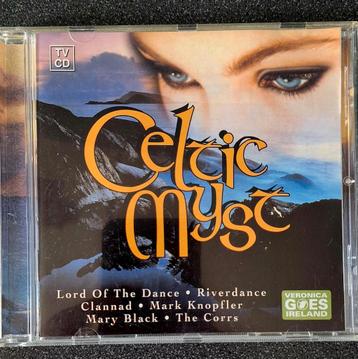 TV
CD
Celtic
Myst
Lord Of The Dance • Riverdance
Clannad • Mark Knopfler
Mary Black • The Corrs
VERONICA
GOES
IRELAND